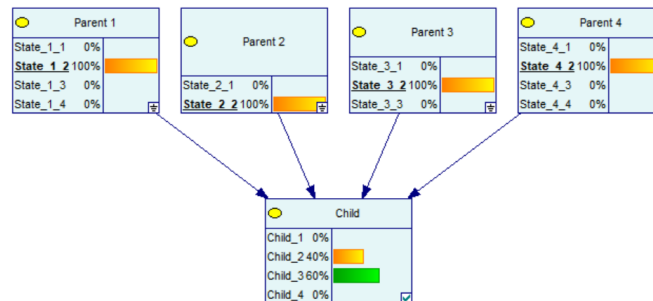 Parent 1
State_1_1 0%
State_1_2 100%
State_1_3 0%
State_1_4 0%
Parent 2
State_2_1 0%
State_2_2 100%
Parent 3
State_3_1 0%
State_3_2 100%
State_3_3 0%
Parent 4
State_4_1 0%
State_4_2 100%
State_4_3 0%
State_4_4 0%
Child
Child_1 0%
Child_2 40%
Child_3 60%
Child_4 0%